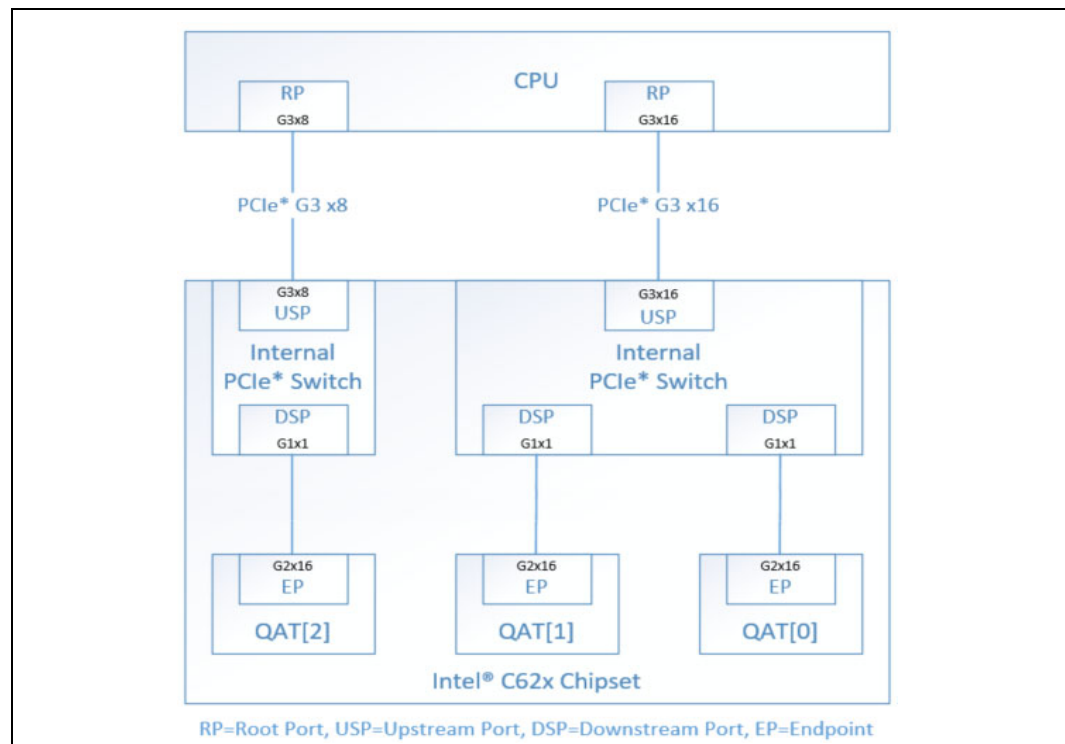 CPU
RP
G3x8
RP
G3x16
PCIe* G3 x8
PCIe* G3 x16
G3x8
USP
Internal
PCIe* Switch
DSP
G1x1
G3x16
USP
Internal
PCIe* Switch
DSP
G1x1
DSP
G1x1
G2x16
EP
QAT[2]
G2x16
EP
QAT[1]
G2x16
EP
QAT[0]
Intel® C62x Chipset
RP=Root Port, USP=Upstream Port, DSP=Downstream Port, EP=Endpoint